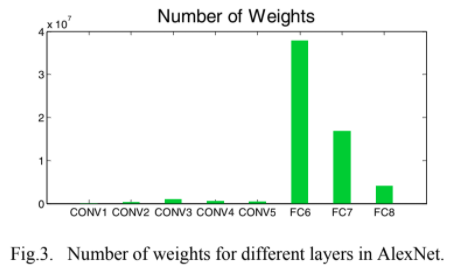 Number of Weights
x 10^7
4
3
2
1
0
CONV1 CONV2 CONV3 CONV4 CONV5 FC6 FC7 FC8
Fig.3. Number of weights for different layers in AlexNet.